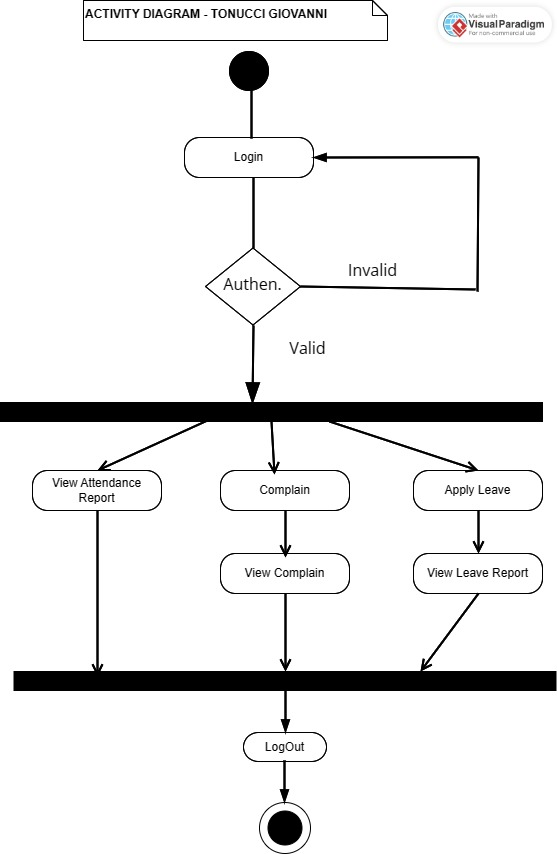 ACTIVITY DIAGRAM - TONUCCI GIOVANNI
Made with
Visual Paradigm
For non-commercial use
Login
Authen.
Invalid
Valid
View Attendance
Report
Complain
Apply Leave
View Complain
View Leave Report
LogOut